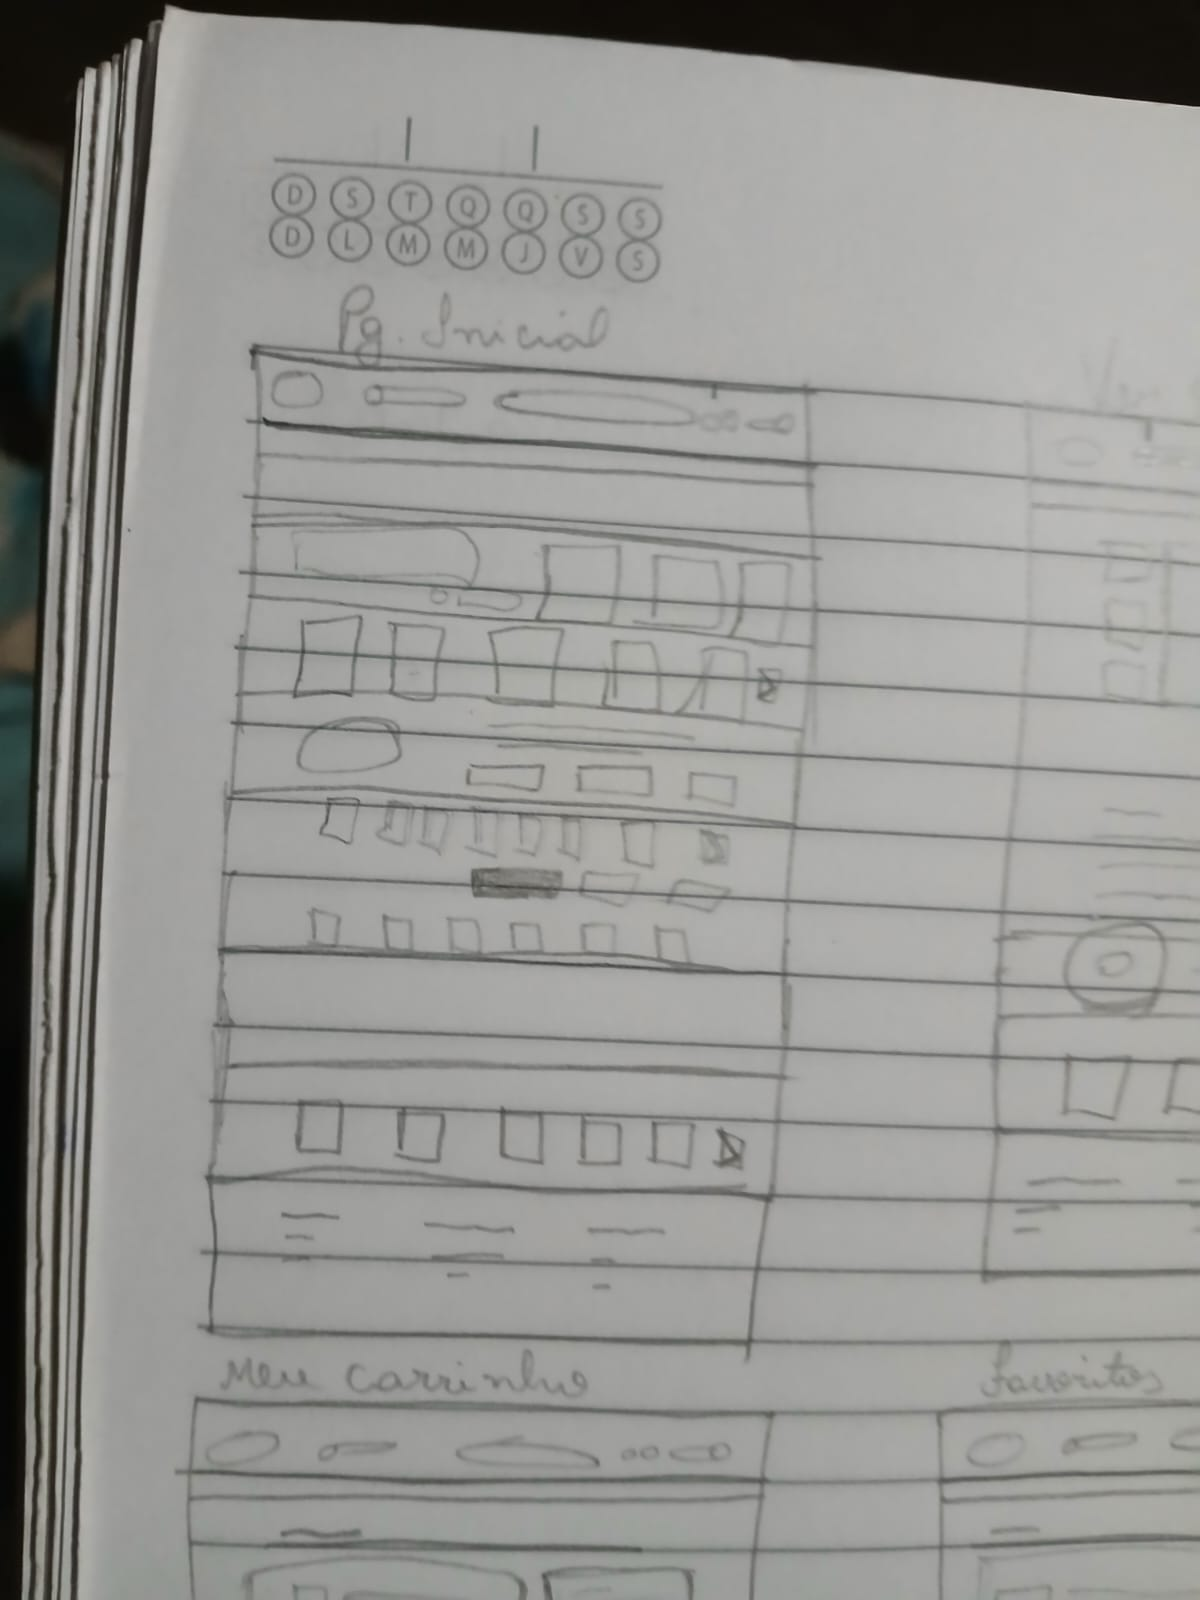 D S T Q Q S S
D L M M J V S
Pg. Inicial
Meu carrinho
Favoritos